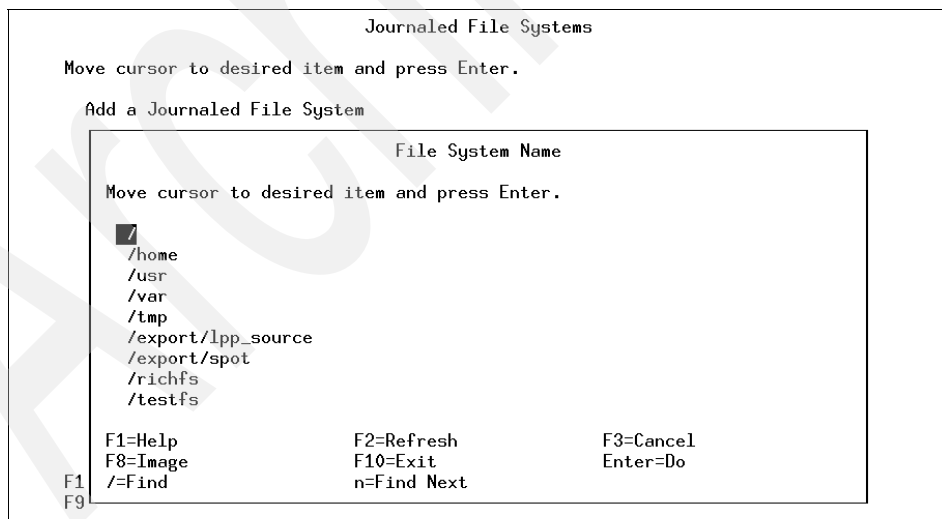 Journaled File Systems
Move cursor to desired item and press Enter.
Add a Journaled File System
File System Name
Move cursor to desired item and press Enter.
/
/home
/usr
/var
/tmp
/export/lpp_source
/export/spot
/richfs
/testfs
F1=Help F2=Refresh F3=Cancel
F8=Image F10=Exit Enter=Do
F1 /=Find n=Find Next
F9